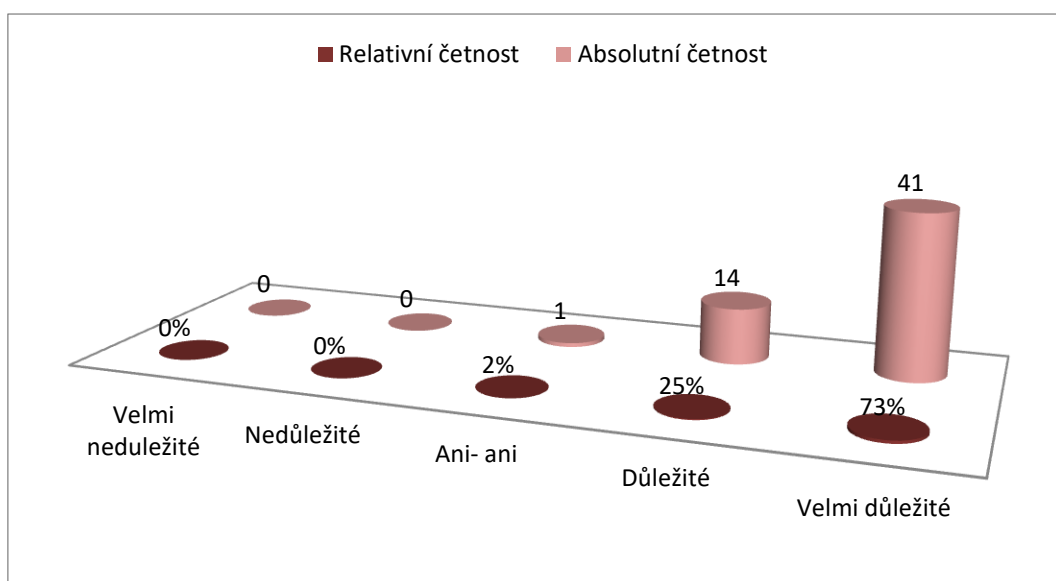 Relativní četnost Absolutní četnost
41
14
1
0
0
0%
0%
2%
25%
73%
Velmi
neduležité
Nedůležité
Ani- ani
Důležité
Velmi důležité